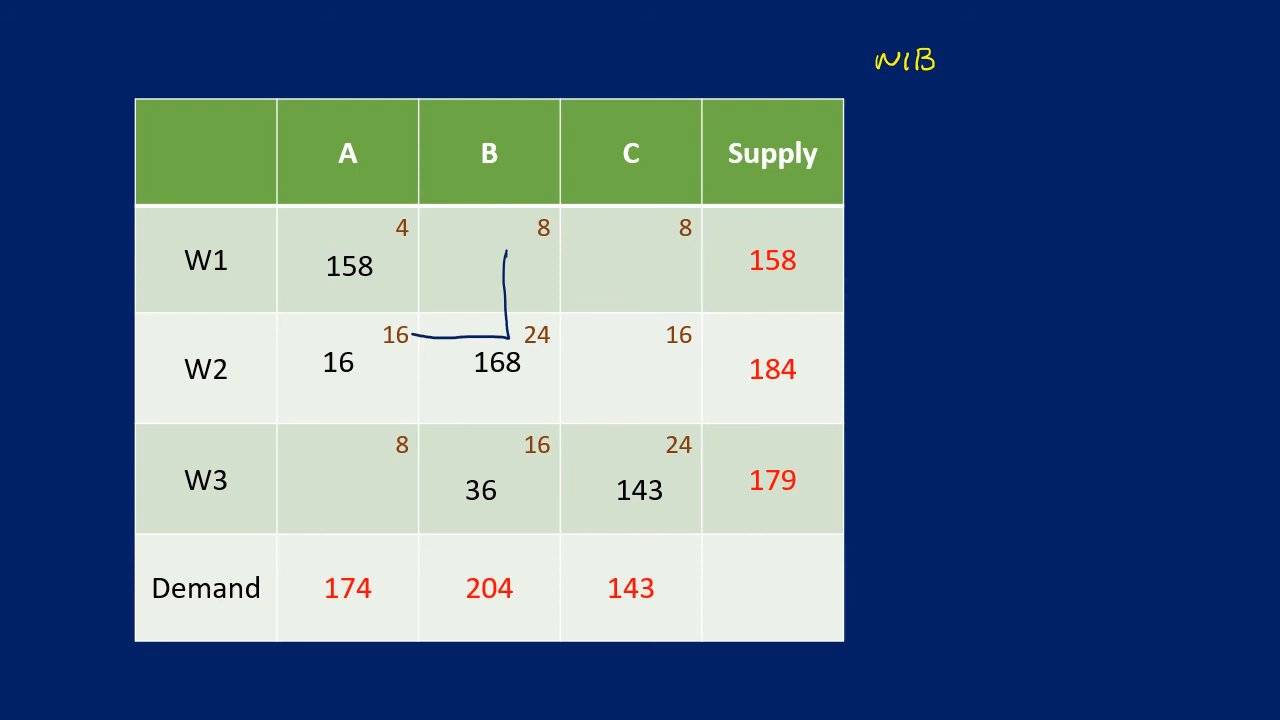 W1B
A B C Supply
W1 4 158 8 8 158
W2 16 16 24 168 16 184
W3 8 16 36 24 143 179
Demand 174 204 143